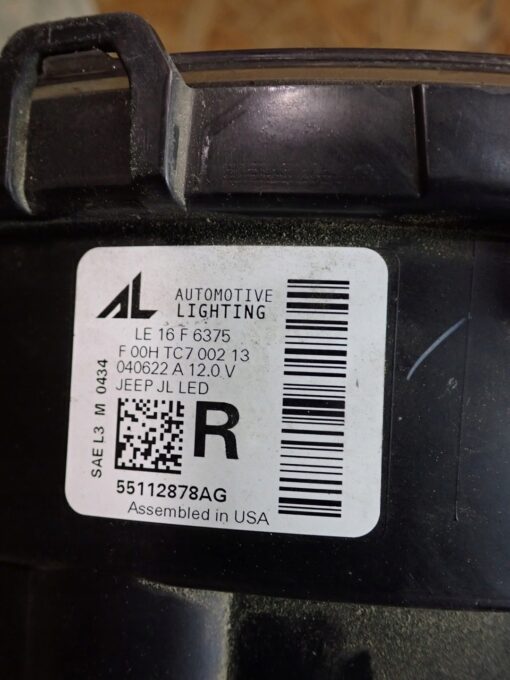 AL AUTOMOTIVE
LIGHTING
LE 16 F 6375
F 00H TC7 002 13
040622 A 12.0 V
JEEP JL LED
SAE L3 M 0434
R
55112878AG
Assembled in USA